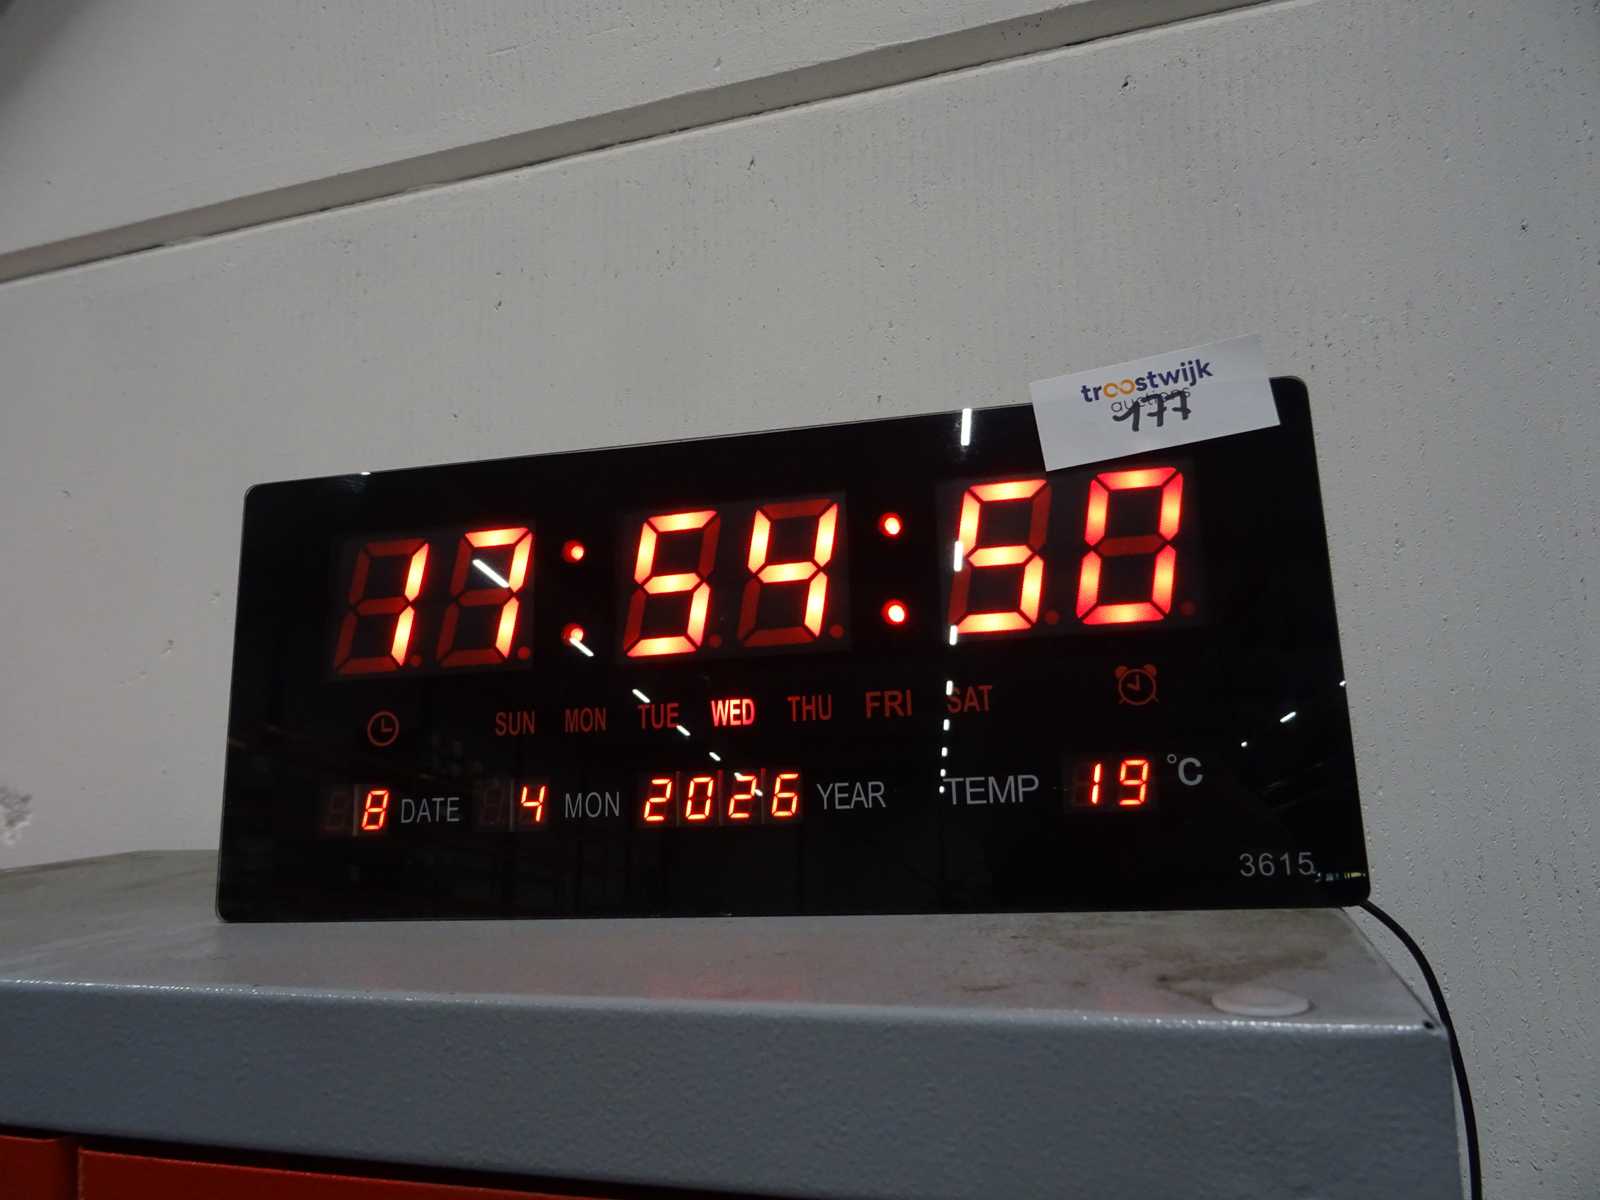 troostwijk
auctions
177
17:54:50
SUN MON TUE WED THU FRI SAT
8 DATE 4 MON 2026 YEAR TEMP 19 °C
3615